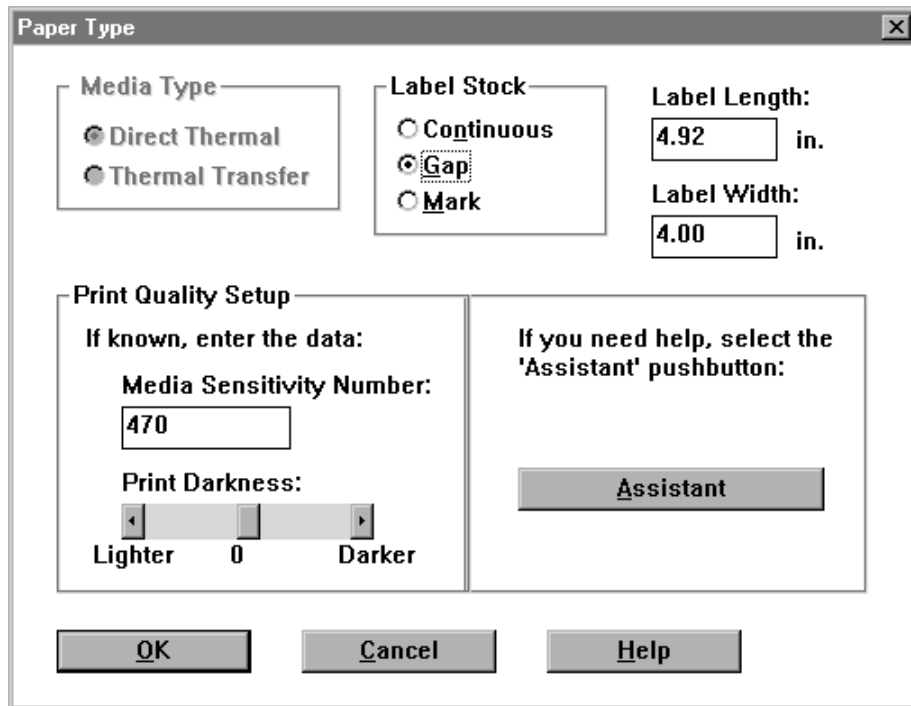 Paper Type
Media Type
Direct Thermal
Thermal Transfer
Label Stock
Continuous
Gap
Mark
Label Length:
4.92 in.
Label Width:
4.00 in.
Print Quality Setup
If known, enter the data:
Media Sensitivity Number:
470
Print Darkness:
Lighter 0 Darker
If you need help, select the
'Assistant' pushbutton:
Assistant
OK Cancel Help